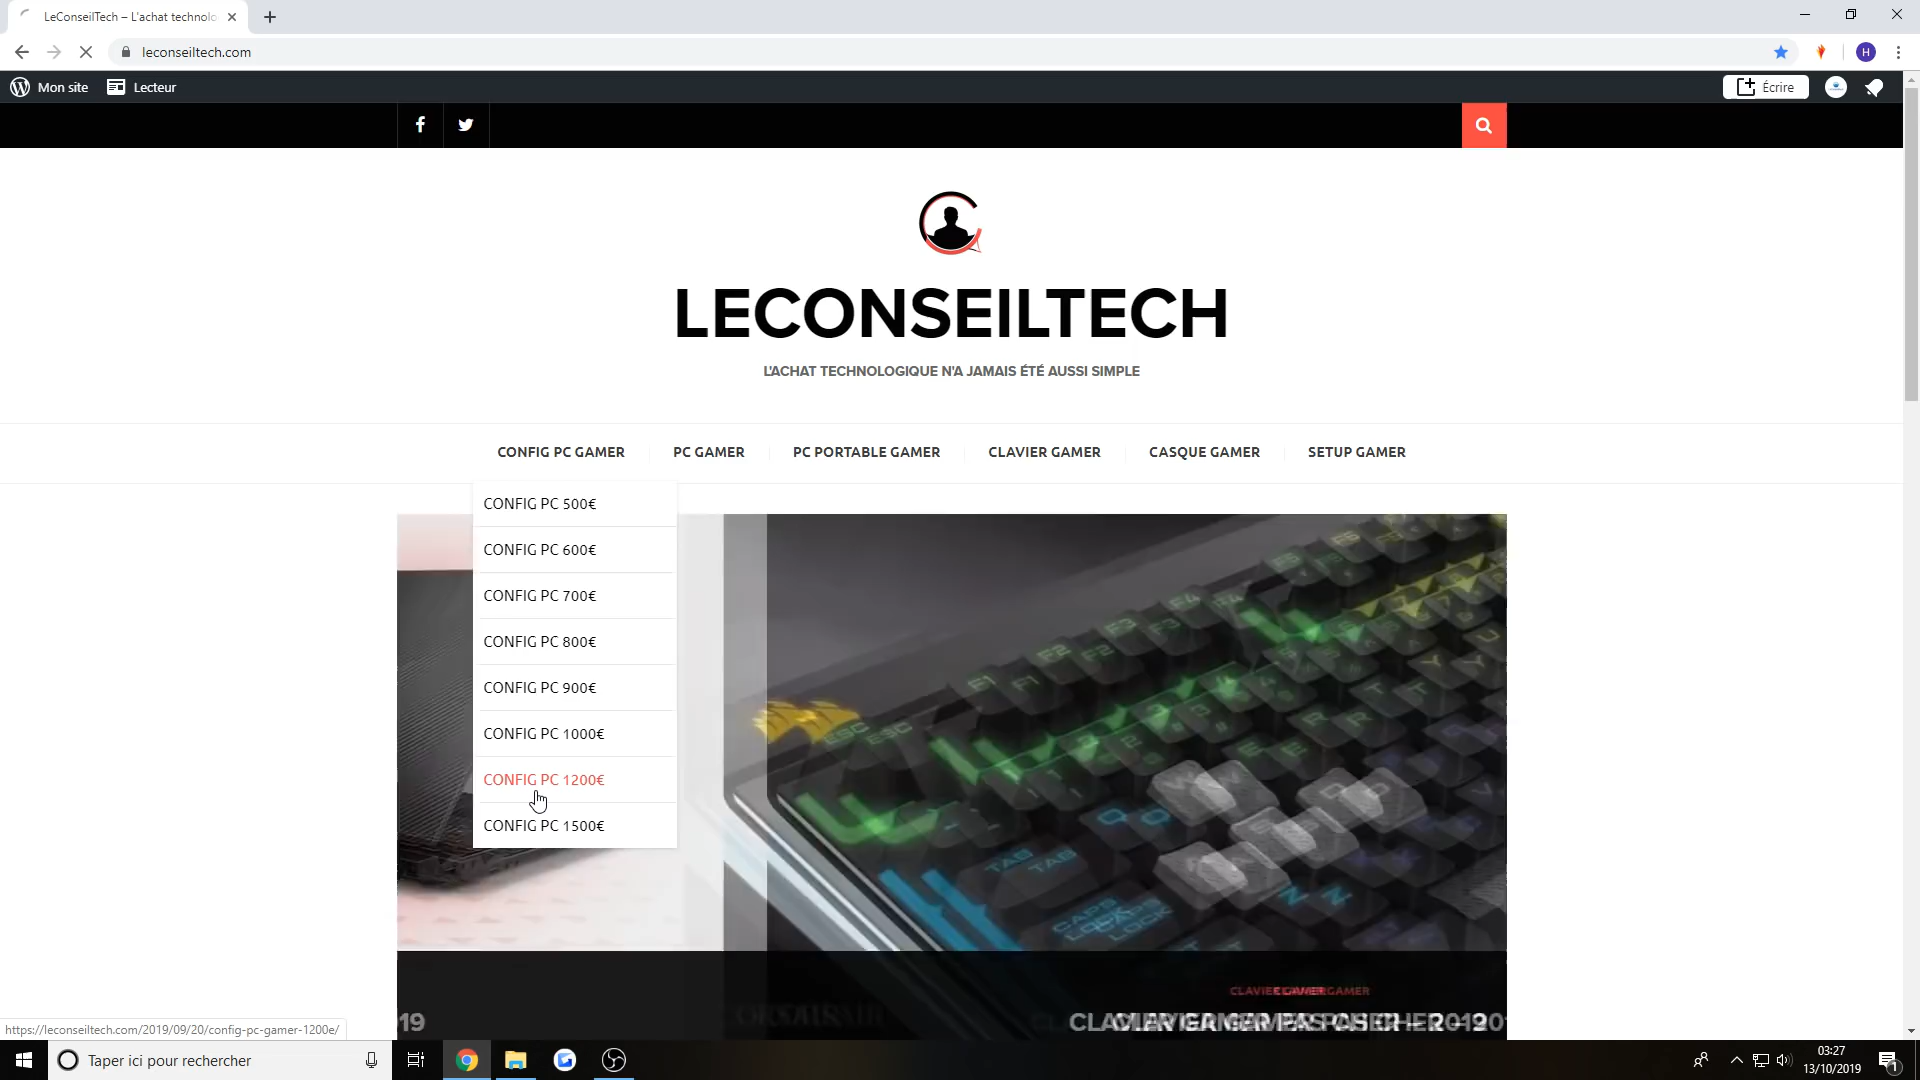 LeConseilTech – L'achat technolo
leconseiltech.com
H
Mon site
Lecteur
Écrire
LECONSEILTECH
L'ACHAT TECHNOLOGIQUE N'A JAMAIS ÉTÉ AUSSI SIMPLE
CONFIG PC GAMER
PC GAMER
PC PORTABLE GAMER
CLAVIER GAMER
CASQUE GAMER
SETUP GAMER
CONFIG PC 500€
CONFIG PC 600€
CONFIG PC 700€
CONFIG PC 800€
CONFIG PC 900€
CONFIG PC 1000€
CONFIG PC 1200€
CONFIG PC 1500€
https://leconseiltech.com/2019/09/20/config-pc-gamer-1200e/
Taper ici pour rechercher
03:27
13/10/2019
1